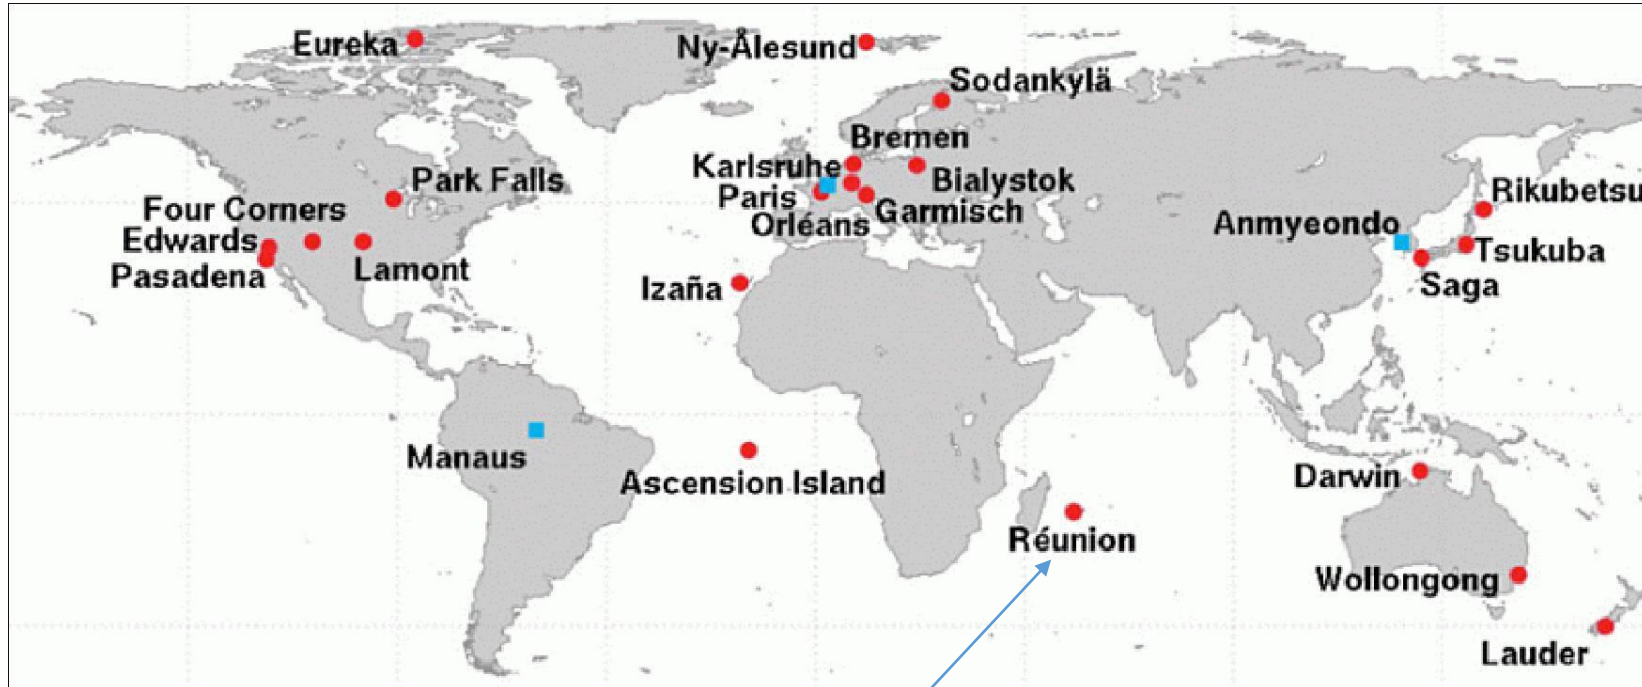 Eureka
Ny-Ålesund
Sodankylä
Bremen
Karlsruhe
Park Falls
Bialystok
Paris
Rikubetsu
Four Corners
Garmisch
Orléans
Anmyeondo
Edwards
Tsukuba
Pasadena
Lamont
Izaña
Saga
Manaus
Ascension Island
Darwin
Réunion
Wollongong
Lauder